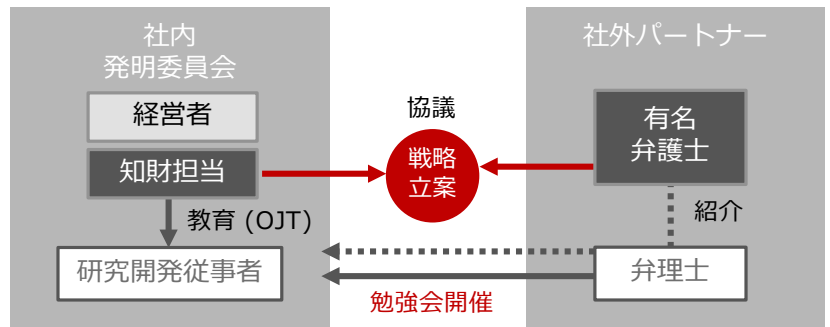 社内
発明委員会
経営者
知財担当
教育 (OJT)
研究開発従事者
協議
戦略
立案
勉強会開催
社外パートナー
有名
弁護士
紹介
弁理士